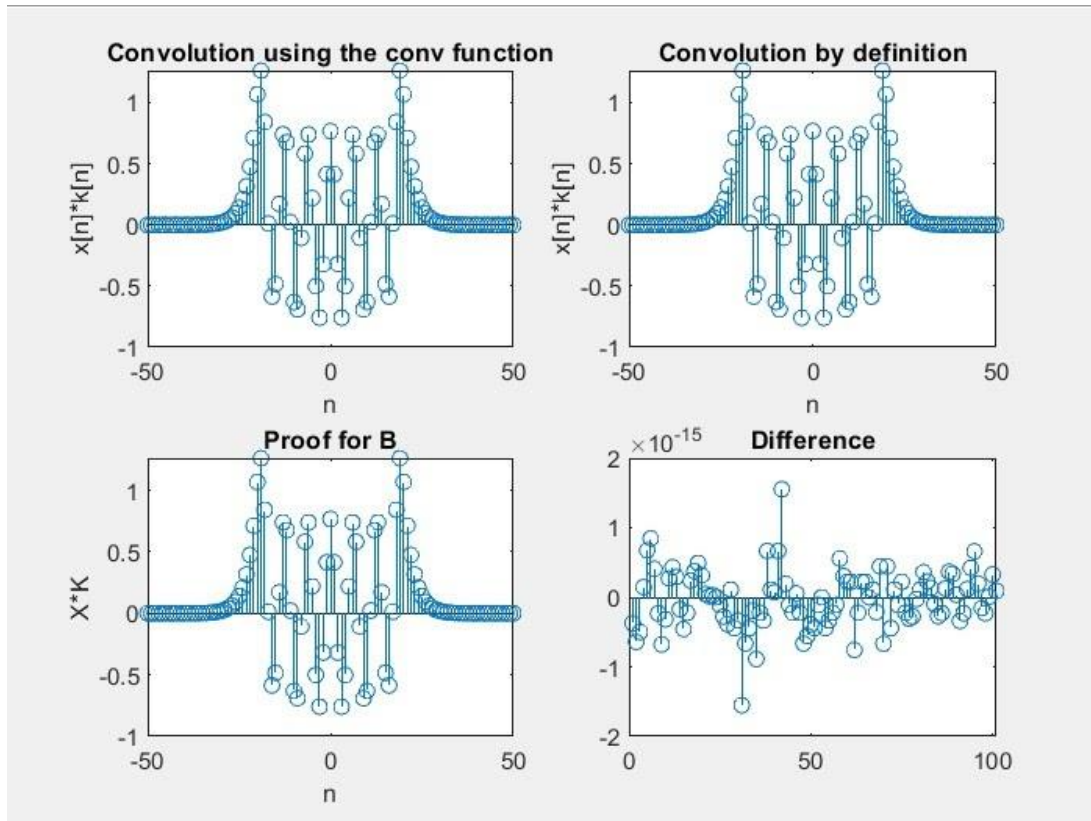 Convolution using the conv function
1
0.5
0
-0.5
-1
x[n]*k[n]
-50 0 50
n
Convolution by definition
1
0.5
0
-0.5
-1
x[n]*k[n]
-50 0 50
n
Proof for B
1
0.5
0
-0.5
-1
X*K
-50 0 50
n
×10-15 Difference
2
1
0
-1
-2
0 50 100